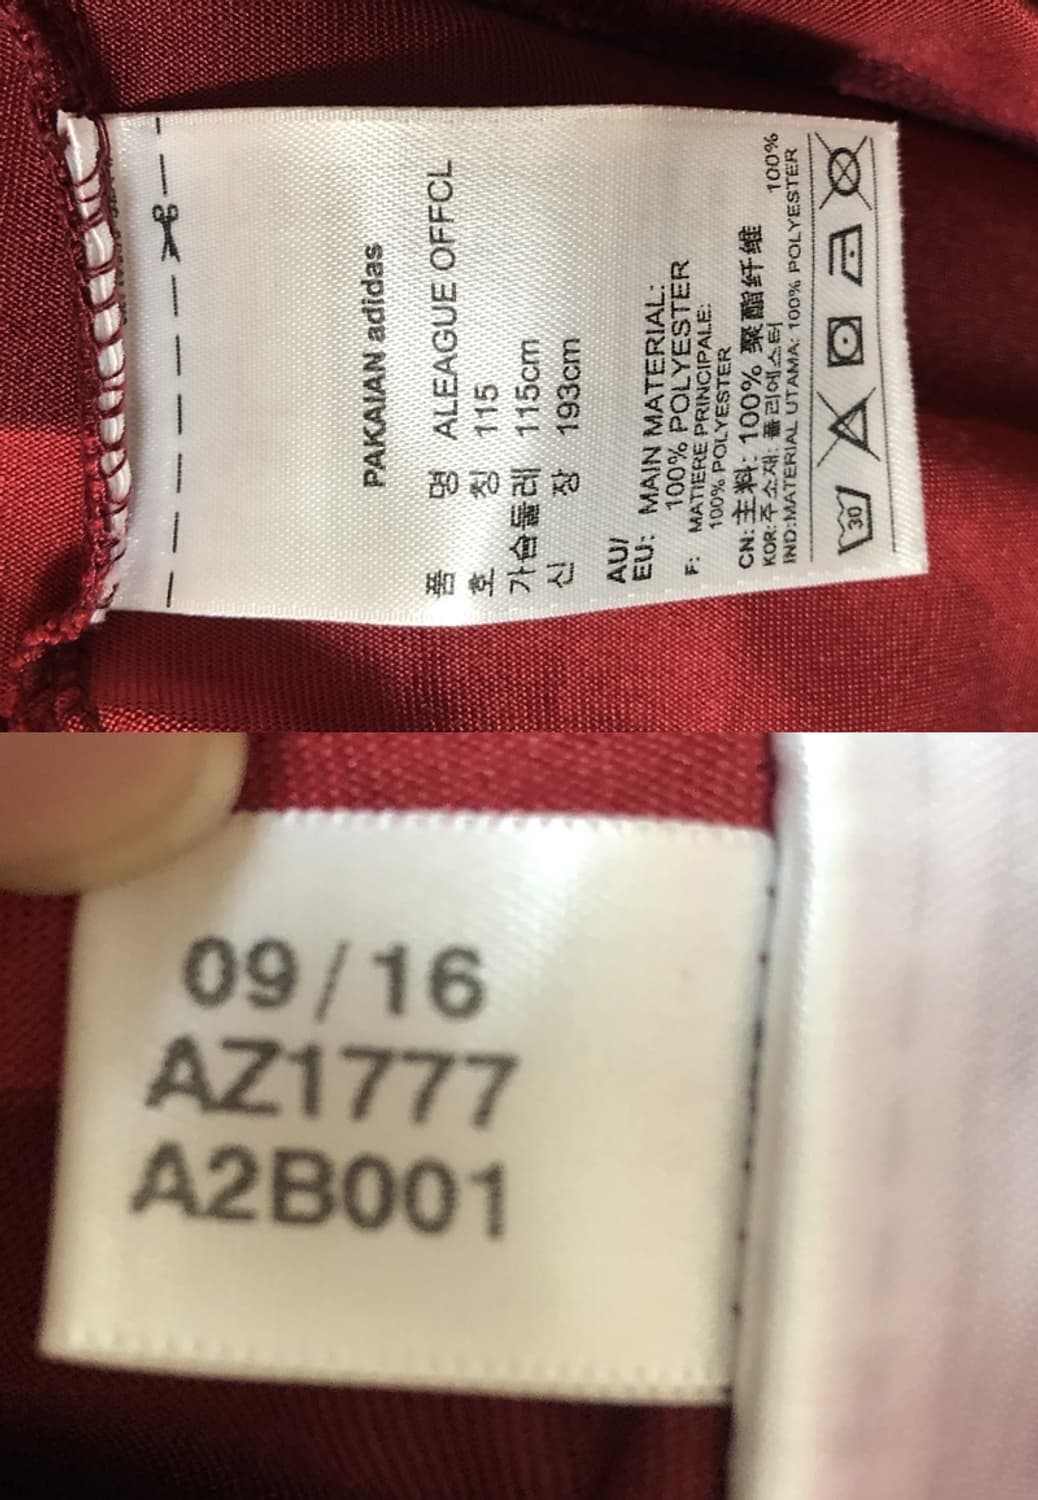 PAKAIAN adidas
품 명 ALEAGUE OFFCL
호 칭 115
가슴둘레 115cm
신 장 193cm
AU/
EU: MAIN MATERIAL:
100% POLYESTER
F: MATIERE PRINCIPALE:
100% POLYESTER
CN: 主料: 100% 聚酯纤维
KOR: 주소재: 폴리에스터 100%
IND:MATERIAL UTAMA: 100% POLYESTER
30
09/16
AZ1777
A2B001